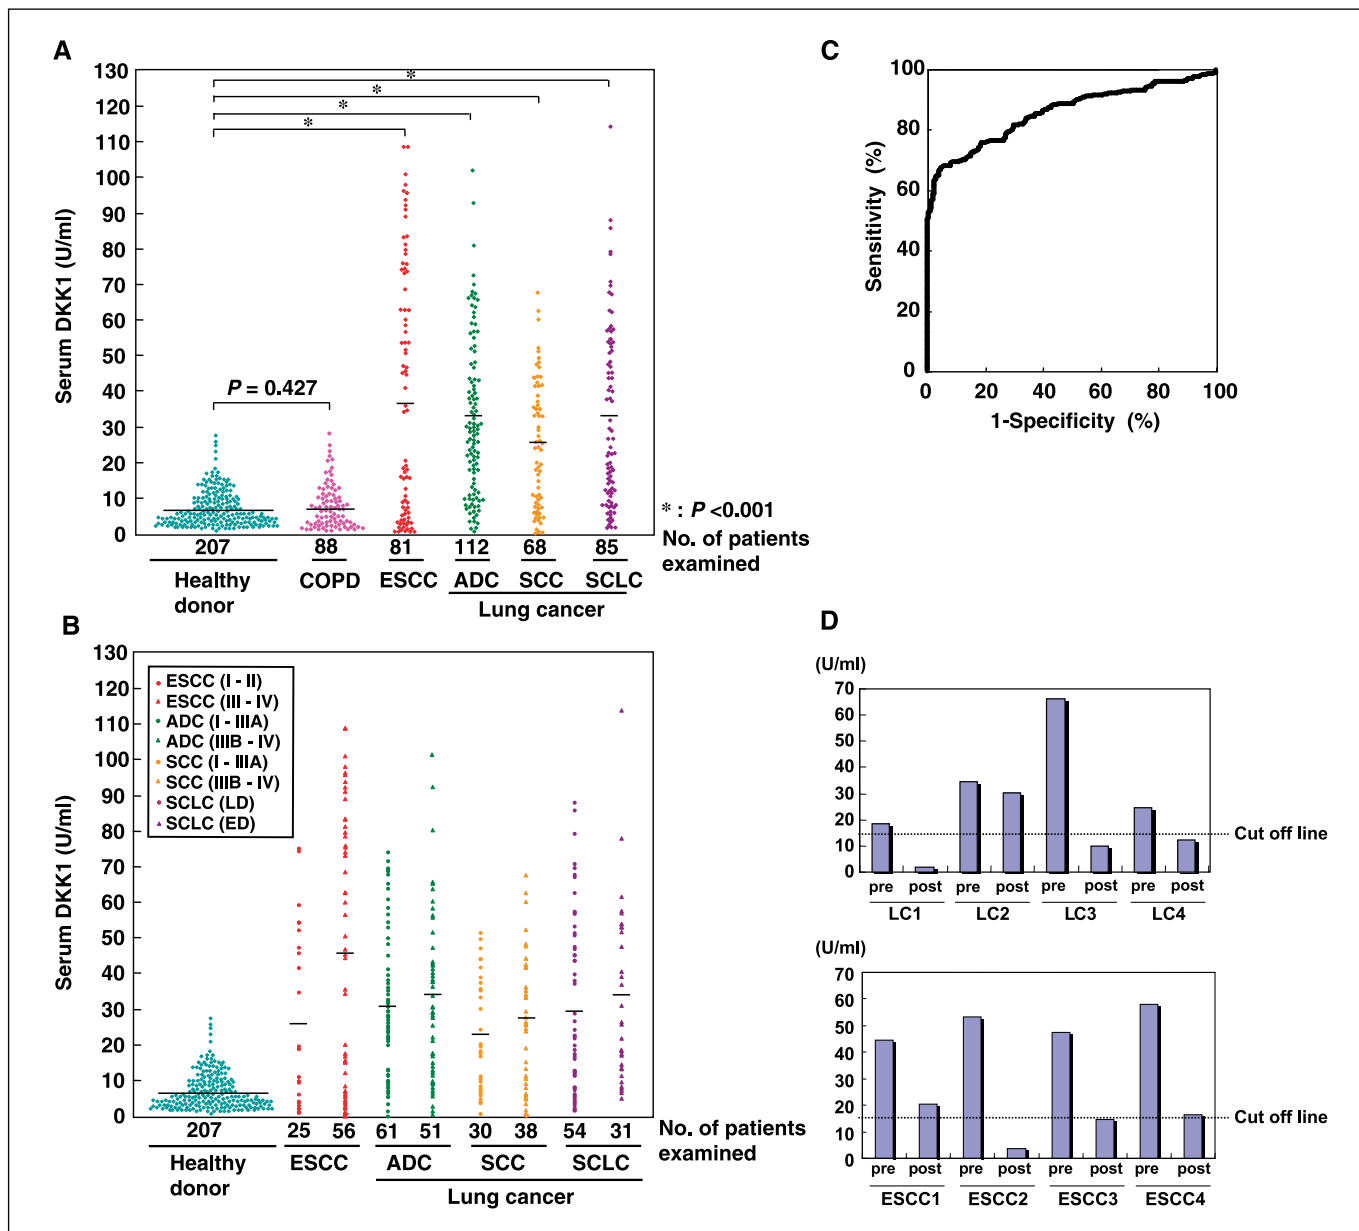 A
130
120
110
100
90
80
70
60
50
40
30
20
10
0
Serum DKK1 (U/ml)
*
*
*
*
P = 0.427
* : P <0.001
207 88 81 112 68 85
No. of patients
examined
Healthy
donor
COPD ESCC ADC SCC SCLC
Lung cancer
B
130
120
110
100
90
80
70
60
50
40
30
20
10
0
Serum DKK1 (U/ml)
ESCC (I - II)
ESCC (III - IV)
ADC (I - IIIA)
ADC (IIIB - IV)
SCC (I - IIIA)
SCC (IIIB - IV)
SCLC (LD)
SCLC (ED)
207 25 56 61 51 30 38 54 31
No. of patients
examined
Healthy
donor
ESCC ADC SCC SCLC
Lung cancer
C
100
80
60
40
20
0
Sensitivity (%)
0 20 40 60 80 100
1-Specificity (%)
D
(U/ml)
70
60
50
40
30
20
10
0
Cut off line
pre post pre post pre post pre post
LC1 LC2 LC3 LC4
(U/ml)
70
60
50
40
30
20
10
0
Cut off line
pre post pre post pre post pre post
ESCC1 ESCC2 ESCC3 ESCC4